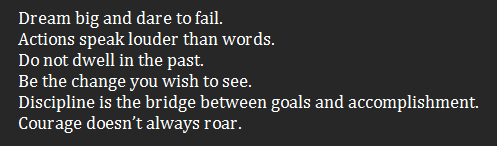 Dream big and dare to fail.
Actions speak louder than words.
Do not dwell in the past.
Be the change you wish to see.
Discipline is the bridge between goals and accomplishment.
Courage doesn’t always roar.